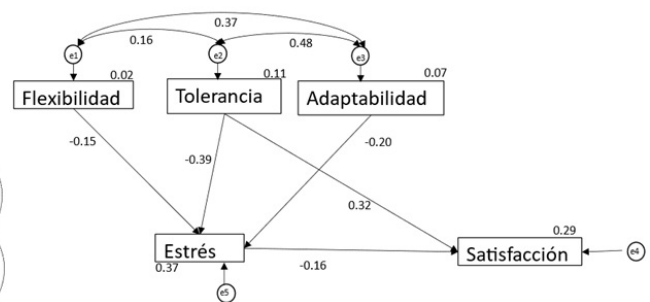 0.37
0.16
0.48
e1
e2
e3
0.02
0.11
0.07
Flexibilidad
Tolerancia
Adaptabilidad
-0.15
-0.39
-0.20
0.32
0.29
Estrés
Satisfacción
e4
0.37
-0.16
e5